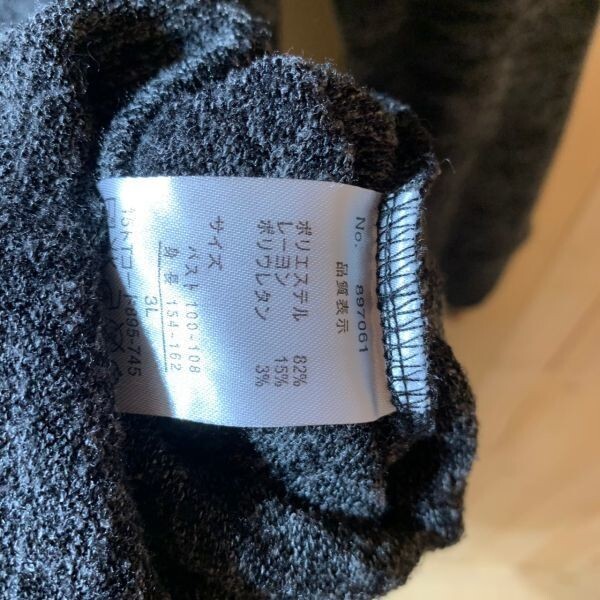 No. 897061
品質表示
ポリエステル 82%
レーヨン 15%
ポリウレタン 3%
サイズ
バスト 100~108
身長 154~162
3L
895-745